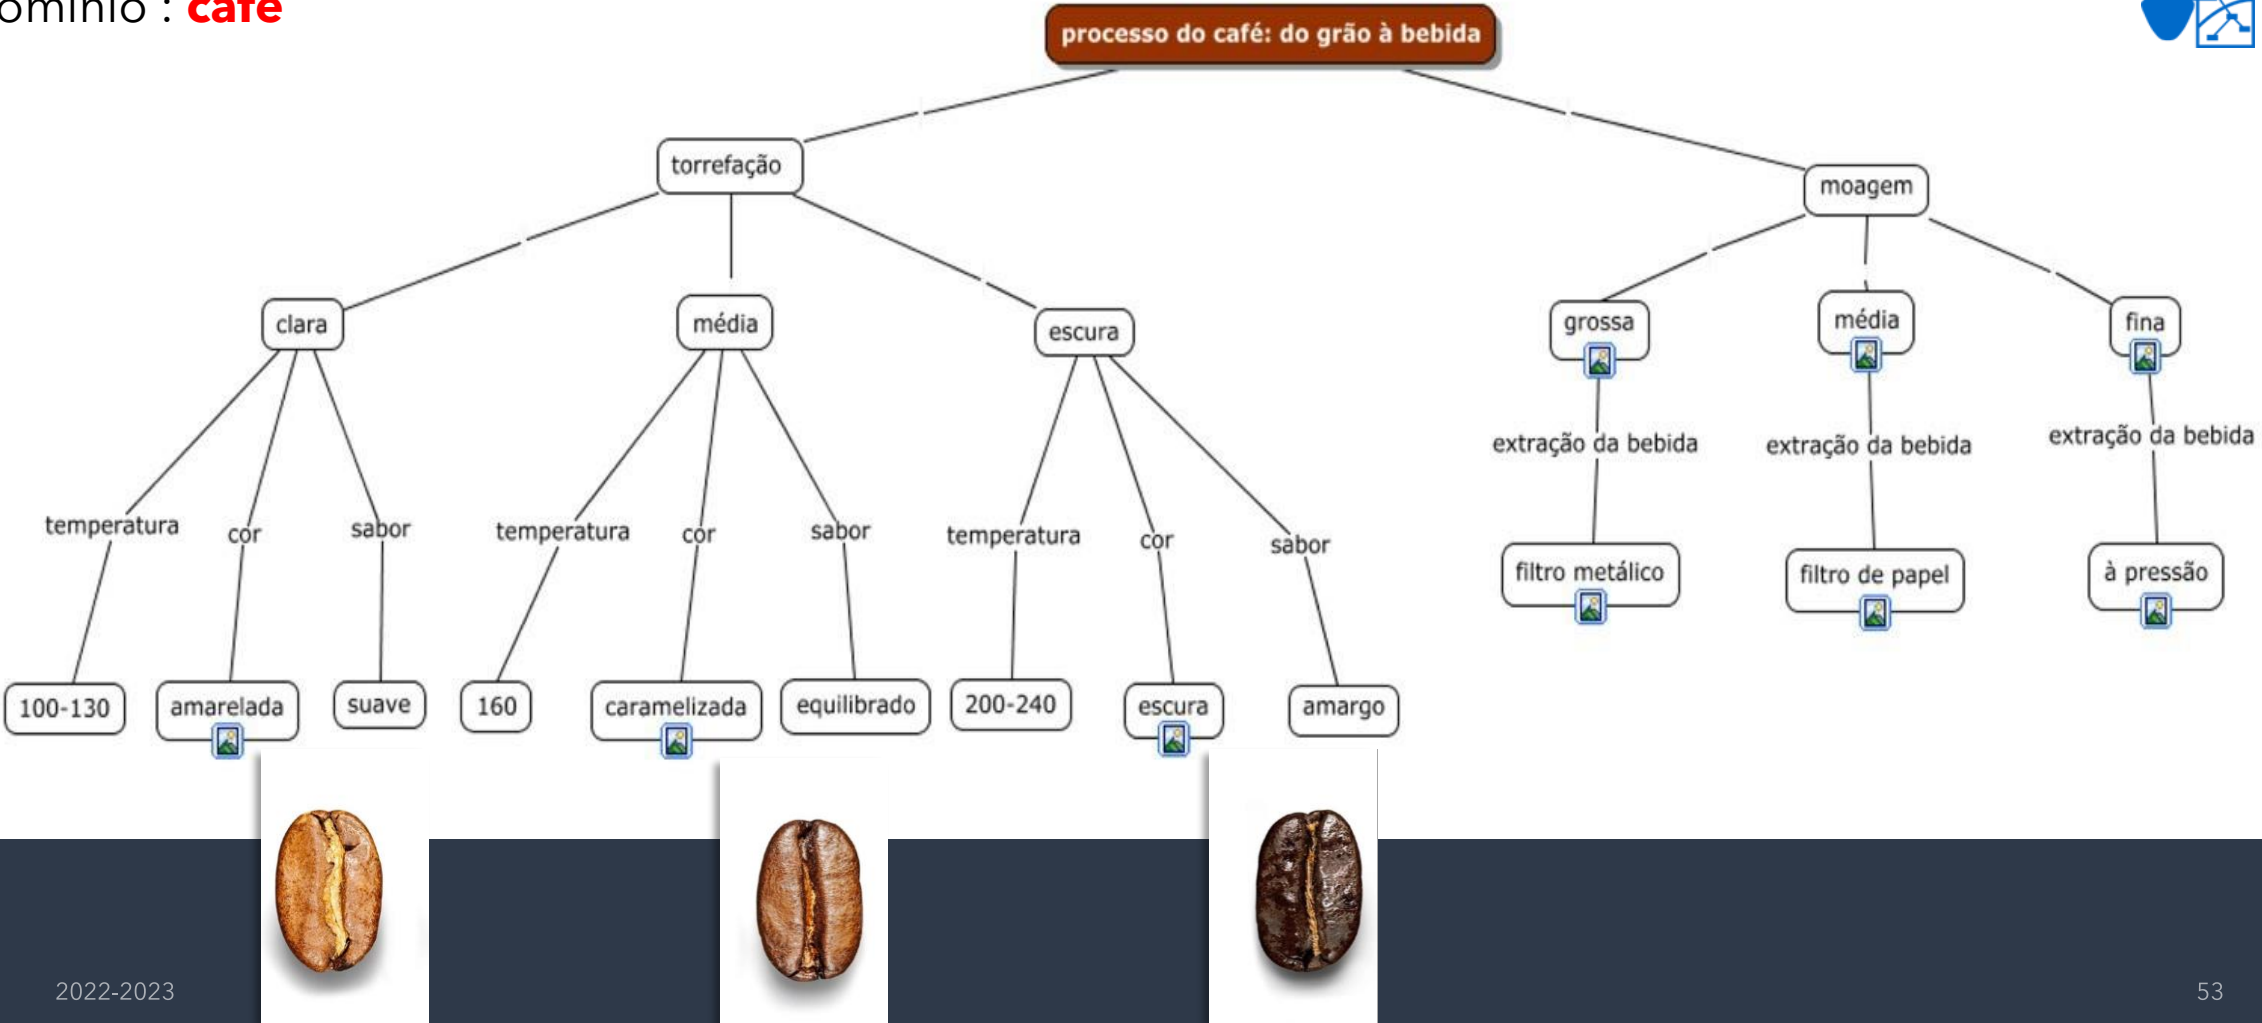 omínio : café
processo do café: do grão à bebida
torrefação
moagem
clara
média
escura
grossa
média
fina
extração da bebida
extração da bebida
extração da bebida
temperatura
cor
sabor
temperatura
cor
sabor
temperatura
cor
sabor
filtro metálico
filtro de papel
à pressão
100-130
amarelada
suave
160
caramelizada
equilibrado
200-240
escura
amargo
2022-2023
53